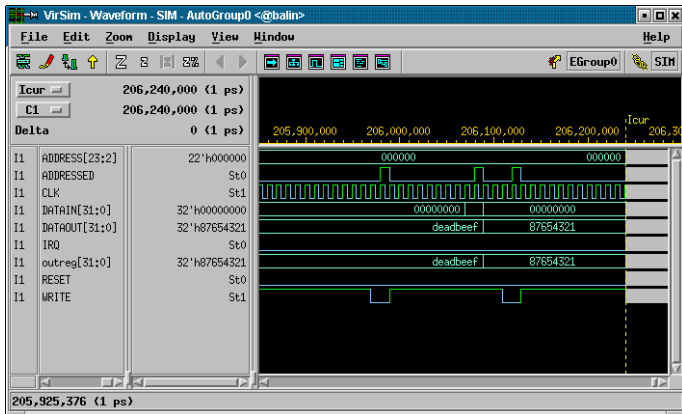 VirSim - Waveform - SIM - AutoGroup0 <@balin>
File Edit Zoom Display View Window Help
EGroup0 SIM
Icur 206,240,000 (1 ps)
C1 206,240,000 (1 ps)
Delta 0 (1 ps)
Icur
205,900,000 206,000,000 206,100,000 206,200,000 206,30
I1 ADDRESS[23:2] 22'h000000 000000 000000
I1 ADDRESSED St0
I1 CLK St1
I1 DATAIN[31:0] 32'h00000000 00000000 00000000
I1 DATAOUT[31:0] 32'h87654321 deadbeef 87654321
I1 IRQ St0
I1 outreg[31:0] 32'h87654321 deadbeef 87654321
I1 RESET St0
I1 WRITE St1
205,925,376 (1 ps)